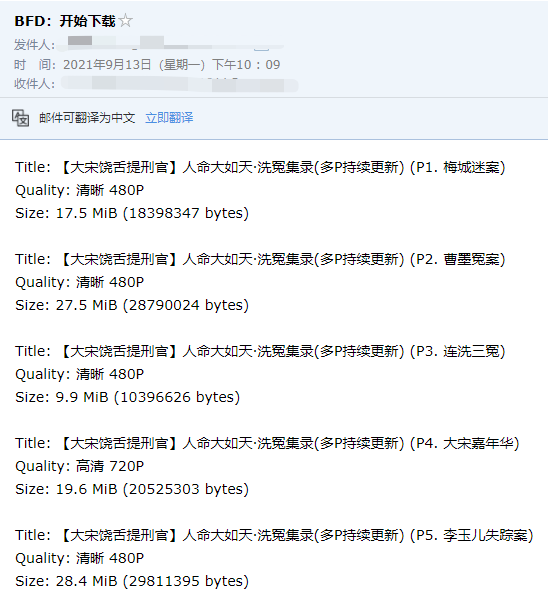 BFD：开始下载☆
发件人：
时　间：2021年9月13日（星期一）下午10：09
收件人：
邮件可翻译为中文 立即翻译
Title: 【大宋饶舌提刑官】人命大如天·洗冤集录(多P持续更新) (P1. 梅城迷案)
Quality: 清晰 480P
Size: 17.5 MiB (18398347 bytes)
Title: 【大宋饶舌提刑官】人命大如天·洗冤集录(多P持续更新) (P2. 曹墨冤案)
Quality: 清晰 480P
Size: 27.5 MiB (28790024 bytes)
Title: 【大宋饶舌提刑官】人命大如天·洗冤集录(多P持续更新) (P3. 连洗三冤)
Quality: 清晰 480P
Size: 9.9 MiB (10396626 bytes)
Title: 【大宋饶舌提刑官】人命大如天·洗冤集录(多P持续更新) (P4. 大宋嘉年华)
Quality: 高清 720P
Size: 19.6 MiB (20525303 bytes)
Title: 【大宋饶舌提刑官】人命大如天·洗冤集录(多P持续更新) (P5. 李玉儿失踪案)
Quality: 清晰 480P
Size: 28.4 MiB (29811395 bytes)